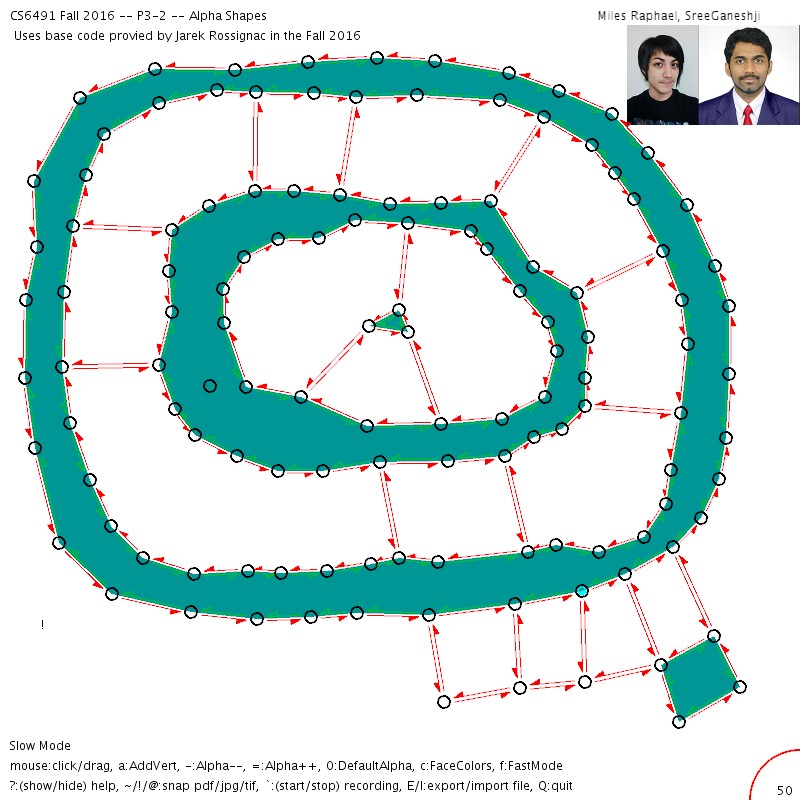 CS6491 Fall 2016 -- P3-2 -- Alpha Shapes
Miles Raphael, SreeGaneshji
Uses base code provied by Jarek Rossignac in the Fall 2016
!
Slow Mode
mouse:click/drag, a:AddVert, -:Alpha--, =:Alpha++, 0:DefaultAlpha, c:FaceColors, f:FastMode
?:(show/hide) help, ~/!/@:snap pdf/jpg/tif, `:(start/stop) recording, E/I:export/import file, Q:quit
50